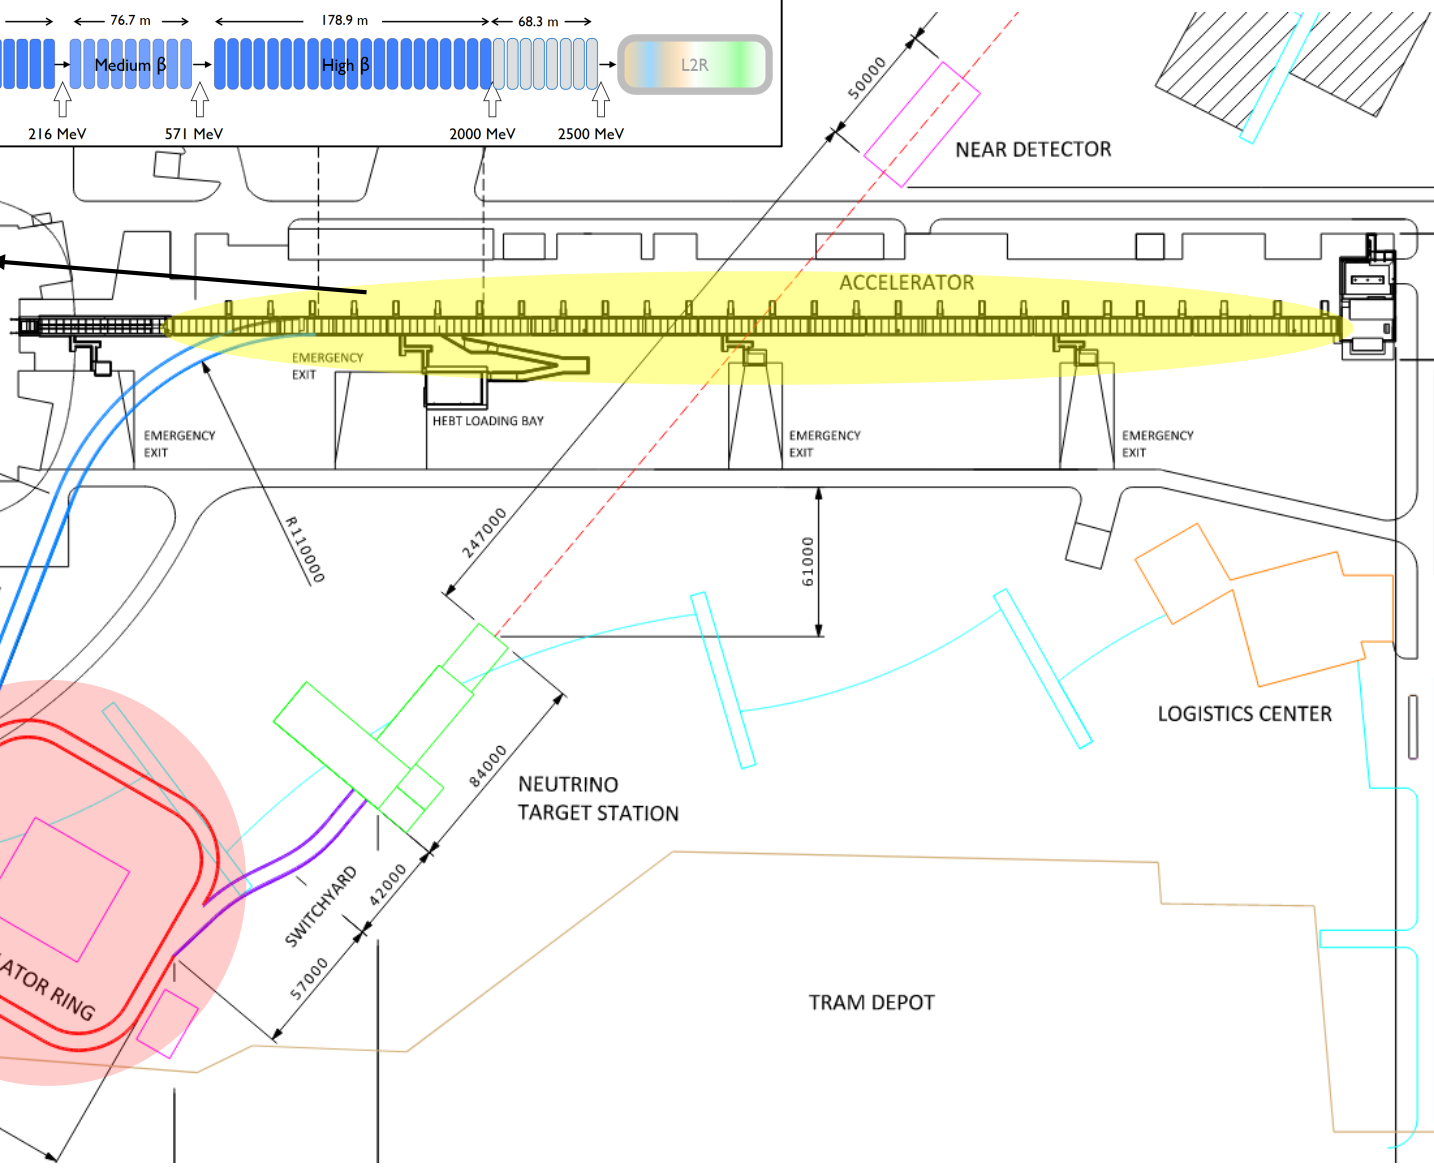 76.7 m
178.9 m
68.3 m
Medium β
High β
L2R
216 MeV
571 MeV
2000 MeV
2500 MeV
50000
NEAR DETECTOR
ACCELERATOR
EMERGENCY
EXIT
HEBT LOADING BAY
EMERGENCY
EXIT
EMERGENCY
EXIT
EMERGENCY
EXIT
R110000
247000
61000
LOGISTICS CENTER
84000
NEUTRINO
TARGET STATION
42000
SWITCHYARD
57000
LATOR RING
TRAM DEPOT